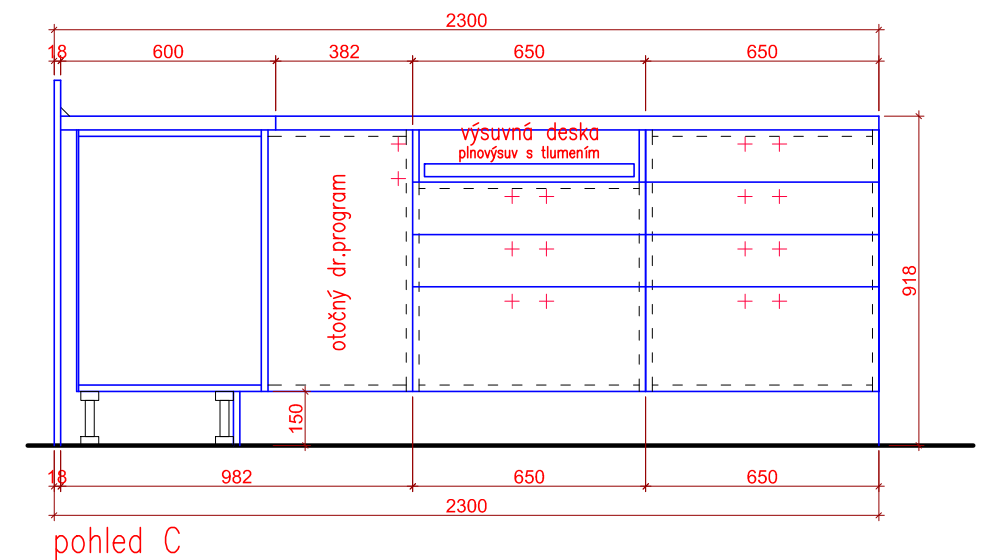 2300
18 600 382 650 650
výsuvná deska
plnovýsuv s tlumením
otočný dr.program
918
150
18 982 650 650
2300
pohled C